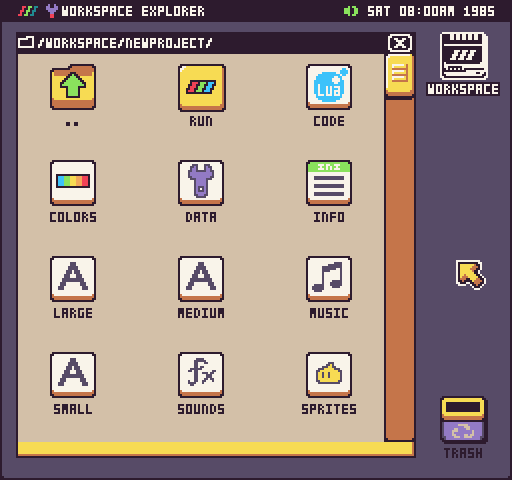 WORKSPACE EXPLORER
SAT 08:00AM 1985
/WORKSPACE/NEWPROJECT/
..
RUN
Lua
CODE
COLORS
DATA
ini
INFO
A
LARGE
A
MEDIUM
MUSIC
A
SMALL
fx
SOUNDS
SPRITES
WORKSPACE
TRASH